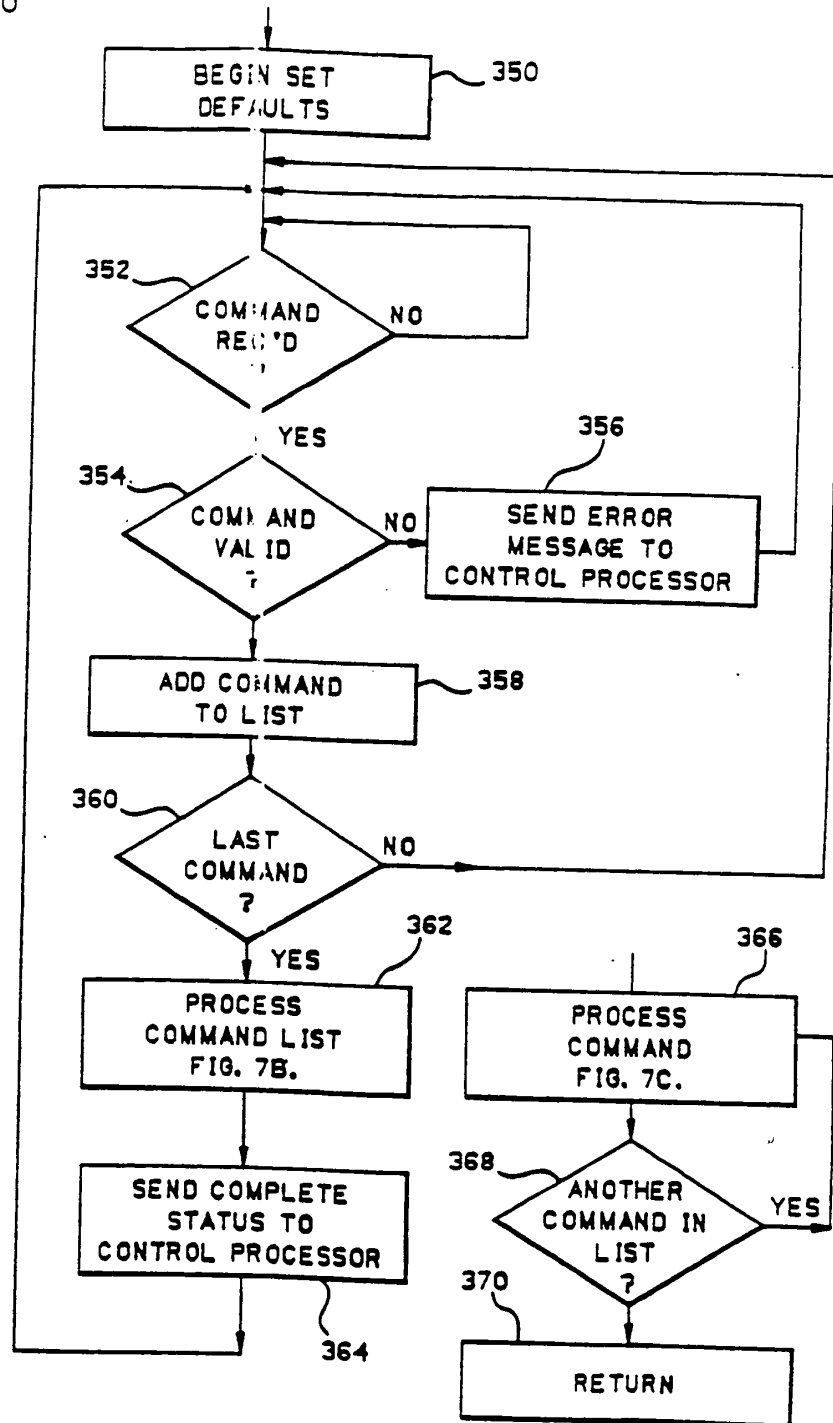 BEGIN SET
DEFAULTS
350
352
COMMAND
REC'D
?
NO
YES
354
COMMAND
VALID
?
NO
356
SEND ERROR
MESSAGE TO
CONTROL PROCESSOR
ADD COMMAND
TO LIST
358
360
LAST
COMMAND
?
NO
YES
362
PROCESS
COMMAND LIST
FIG. 7B.
SEND COMPLETE
STATUS TO
CONTROL PROCESSOR
364
366
PROCESS
COMMAND
FIG. 7C.
368
ANOTHER
COMMAND IN
LIST
?
YES
370
RETURN